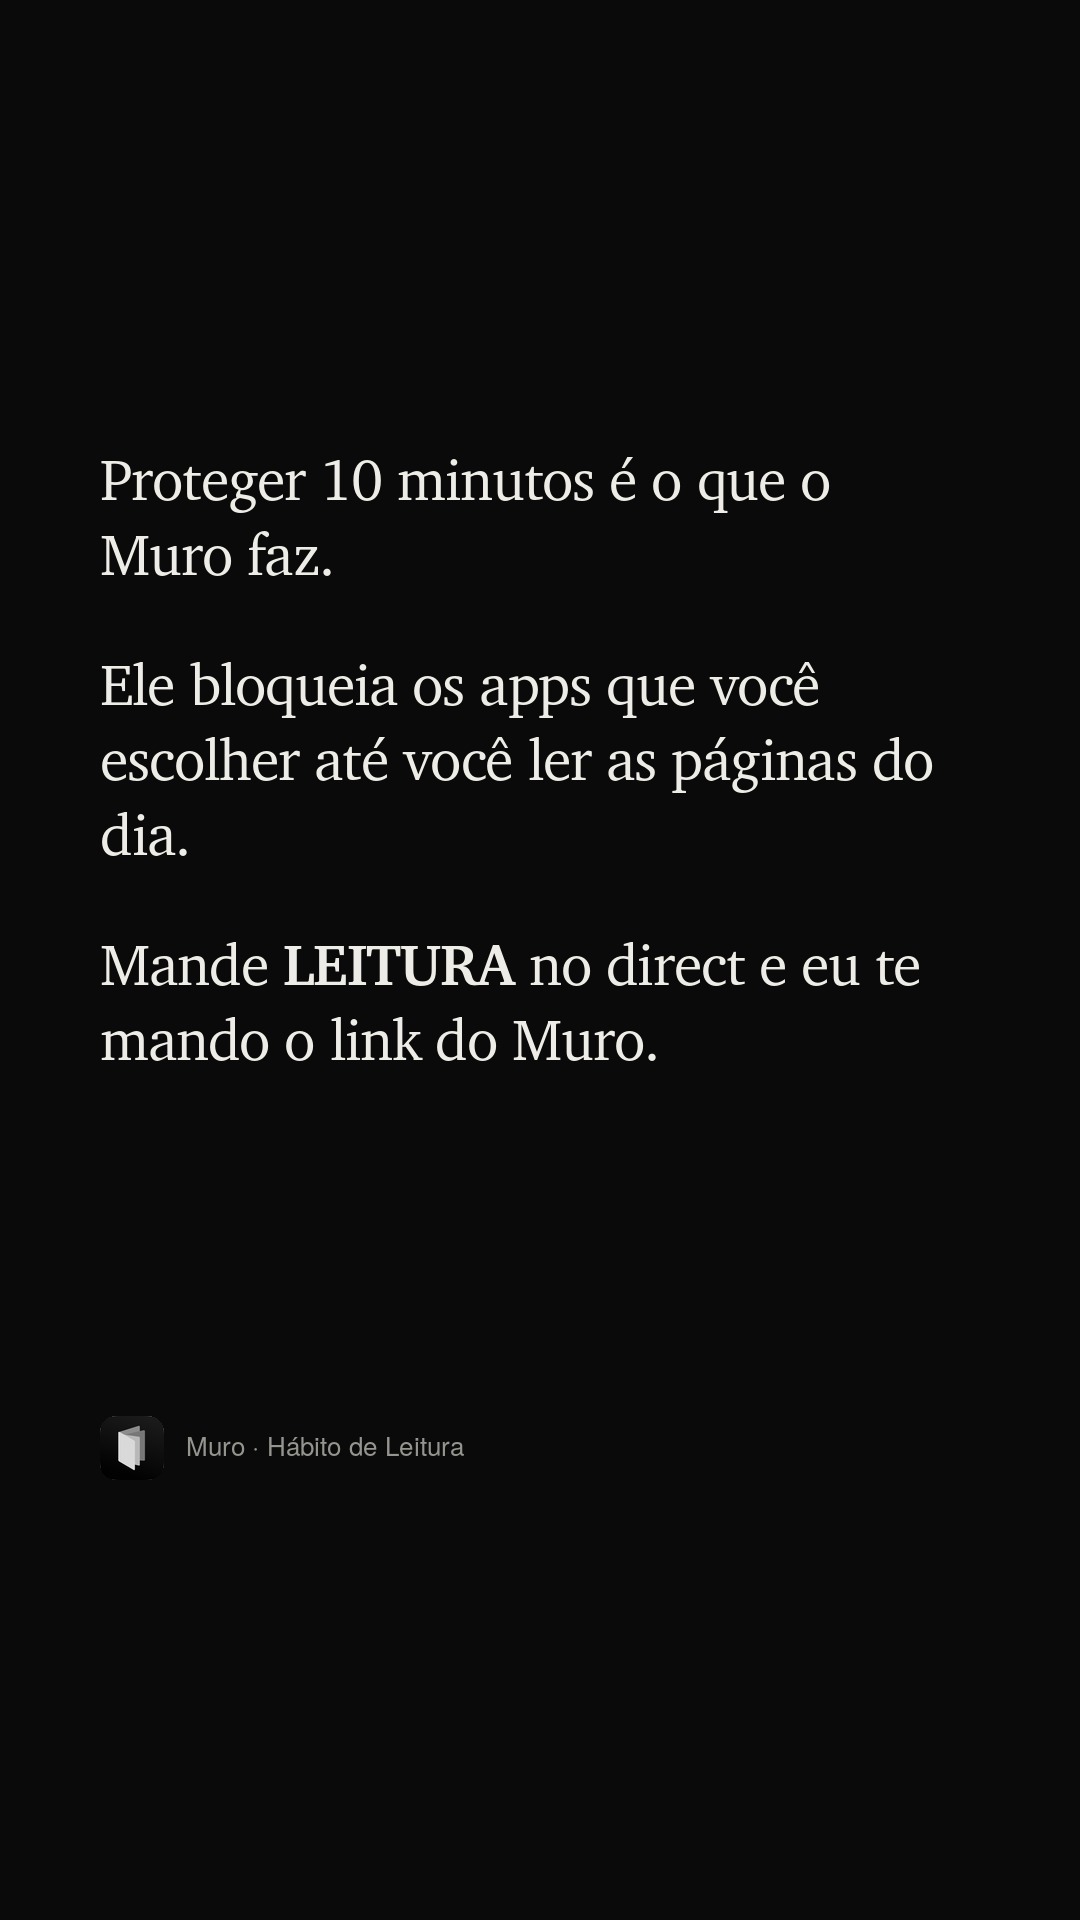 Proteger 10 minutos é o que o
Muro faz.
Ele bloqueia os apps que você
escolher até você ler as páginas do
dia.
Mande LEITURA no direct e eu te
mando o link do Muro.
Muro · Hábito de Leitura